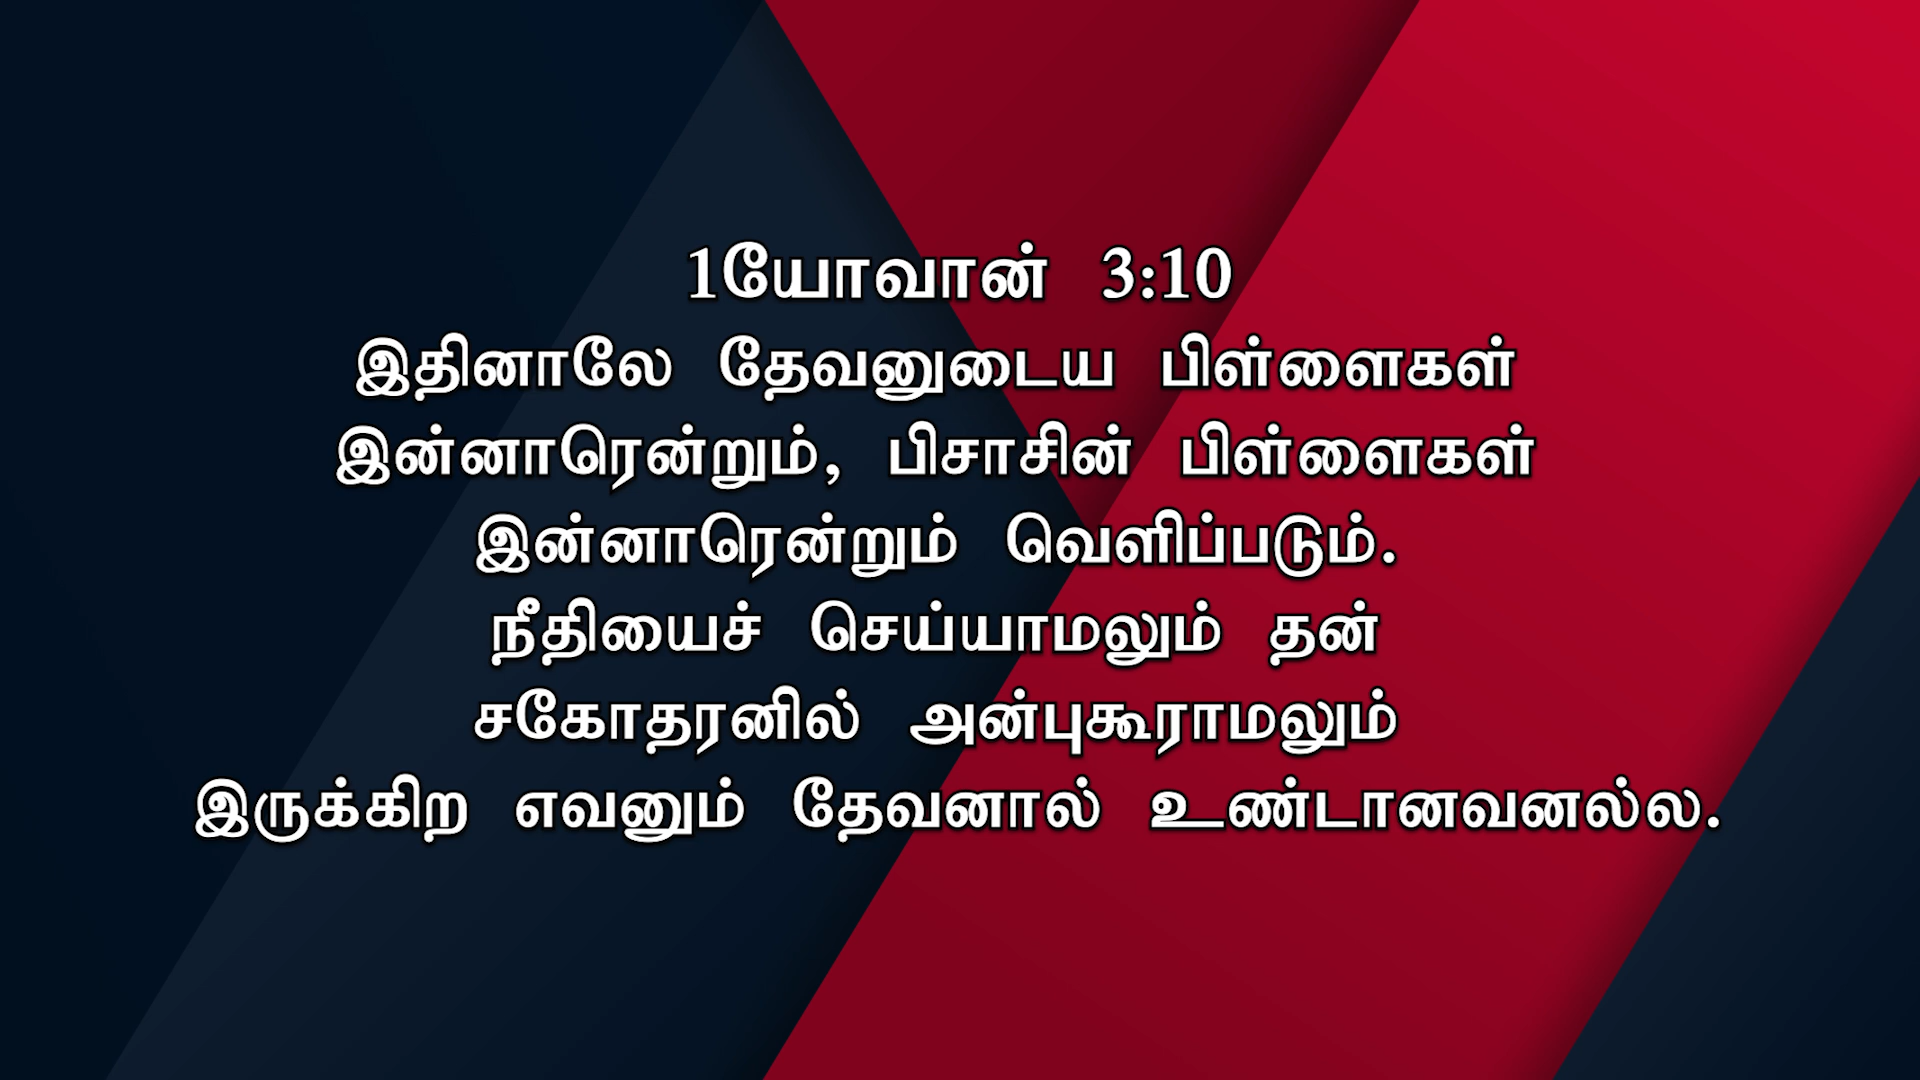 1யோவான் 3:10
இதினாலே தேவனுடைய பிள்ளைகள்
இன்னாரென்றும், பிசாசின் பிள்ளைகள்
இன்னாரென்றும் வெளிப்படும்.
நீதியைச் செய்யாமலும் தன்
சகோதரனில் அன்புகூராமலும்
இருக்கிற எவனும் தேவனால் உண்டானவனல்ல.